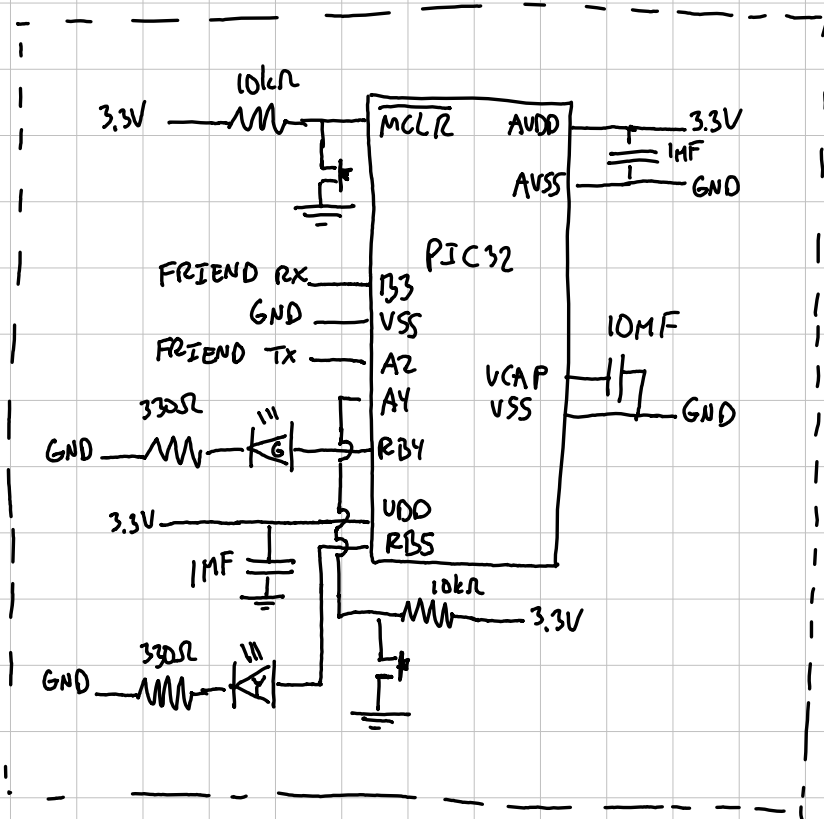 10kΩ
3.3V
MCLR
AVDD
3.3V
1MF
AVSS
GND
PIC32
FRIEND RX
B3
GND
VSS
FRIEND TX
A2
10MF
VCAP
A4
VSS
GND
330Ω
GND
G
RB4
3.3V
VDD
RB5
1MF
10kΩ
3.3V
330Ω
GND
Y